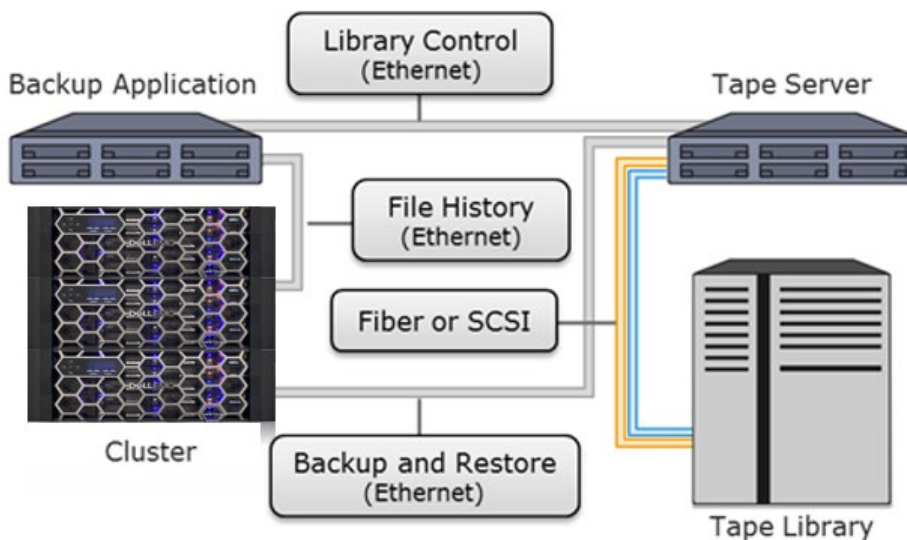 Library Control
(Ethernet)
Backup Application
Tape Server
File History
(Ethernet)
Fiber or SCSI
Cluster
Backup and Restore
(Ethernet)
Tape Library